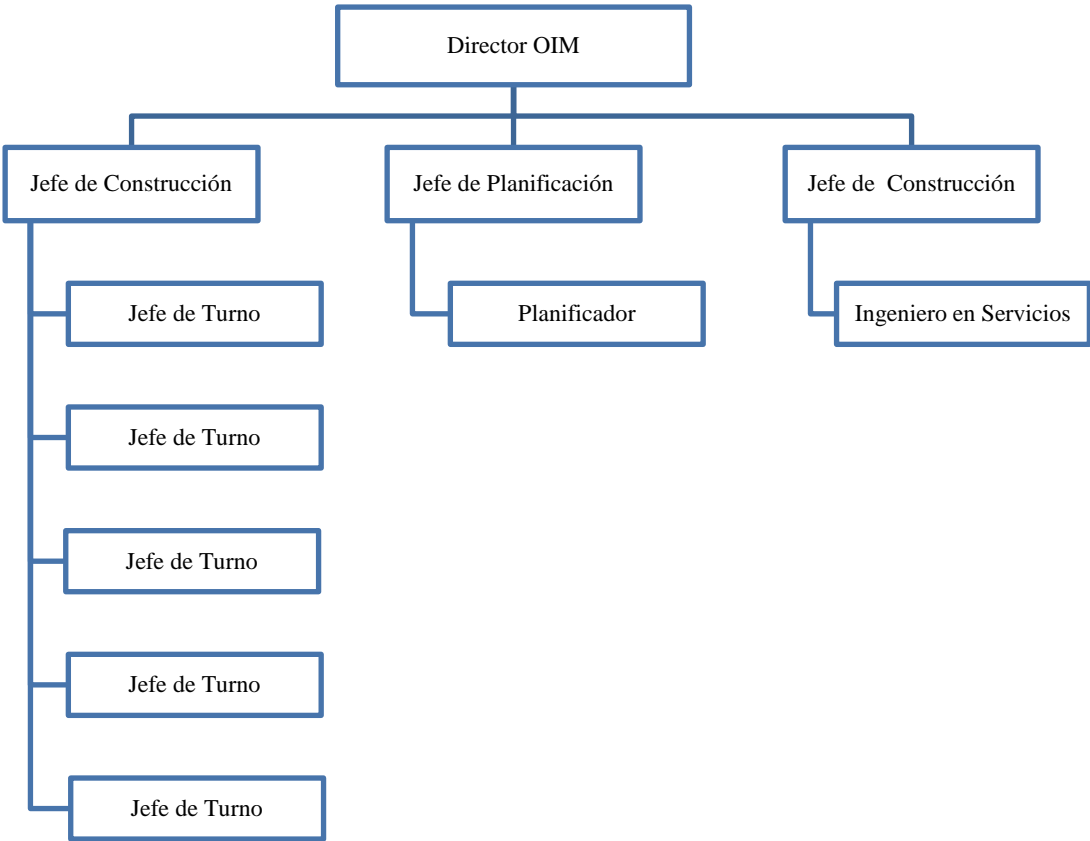 Director OIM
Jefe de Construcción
Jefe de Planificación
Jefe de  Construcción
Jefe de Turno
Planificador
Ingeniero en Servicios
Jefe de Turno
Jefe de Turno
Jefe de Turno
Jefe de Turno